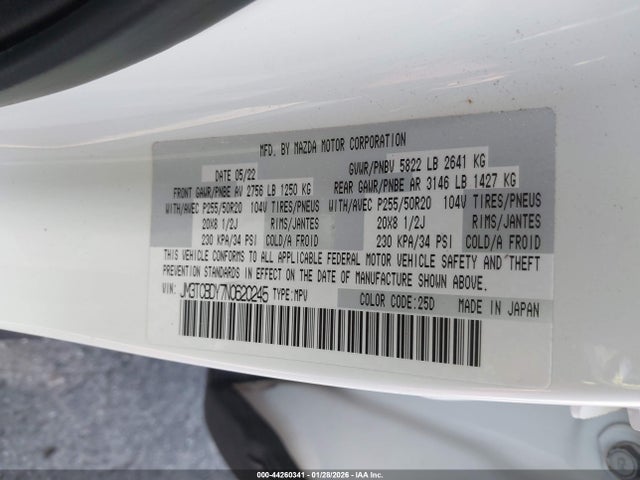 MFD. BY MAZDA MOTOR CORPORATION
DATE 05/22 GVWR/PNBV 5822 LB 2641 KG
FRONT GAWR/PNBE AV 2756 LB 1250 KG REAR GAWR/PNBE AR 3146 LB 1427 KG
WITH/AVEC P255/50R20 104V TIRES/PNEUS WITH/AVEC P255/50R20 104V TIRES/PNEUS
20X8 1/2J RIMS/JANTES 20X8 1/2J RIMS/JANTES
230 KPA/34 PSI COLD/A FROID 230 KPA/34 PSI COLD/A FROID
THIS VEHICLE CONFORMS TO ALL APPLICABLE FEDERAL MOTOR VEHICLE SAFETY AND THEFT
PREVENTION STANDARDS IN EFFECT ON THE DATE OF MANUFACTURE SHOWN ABOVE.
VIN: JM3TCBDY7N0620245 TYPE:MPV COLOR CODE:25D MADE IN JAPAN
000-44260341 | 01/28/2026 - IAAC, Inc.